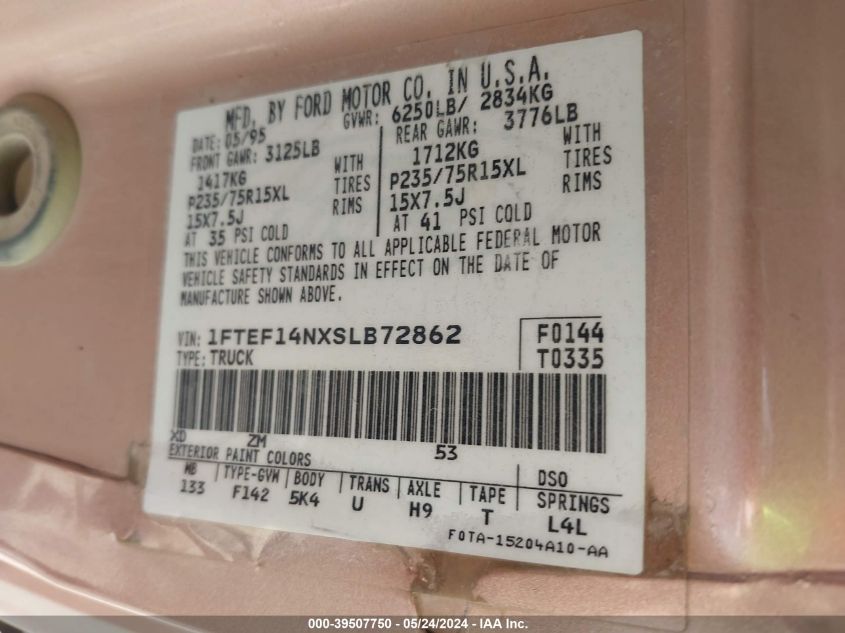 MFD. BY FORD MOTOR CO. IN U.S.A.
DATE: 05/95 GVWR: 6250LB/ 2834KG
FRONT GAWR: 3125LB REAR GAWR: 3776LB
1417KG WITH 1712KG WITH
P235/75R15XL TIRES P235/75R15XL TIRES
15X7.5J RIMS 15X7.5J RIMS
AT 35 PSI COLD AT 41 PSI COLD
THIS VEHICLE CONFORMS TO ALL APPLICABLE FEDERAL MOTOR
VEHICLE SAFETY STANDARDS IN EFFECT ON THE DATE OF
MANUFACTURE SHOWN ABOVE.
VIN: 1FTEF14NXSLB72862 F0144
TYPE: TRUCK T0335
XD ZM 53
EXTERIOR PAINT COLORS DSO
WB TYPE-GVW BODY TRANS AXLE TAPE SPRINGS
133 F142 5K4 U H9 T L4L
F0TA-15204A10-AA
000-39507750 - 05/24/2024 - IAA Inc.